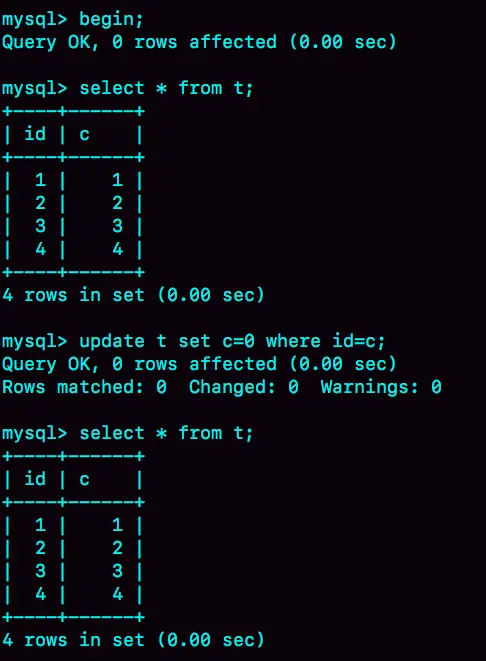 mysql> begin;
Query OK, 0 rows affected (0.00 sec)

mysql> select * from t;
+----+------+
| id | c    |
+----+------+
|  1 |    1 |
|  2 |    2 |
|  3 |    3 |
|  4 |    4 |
+----+------+
4 rows in set (0.00 sec)

mysql> update t set c=0 where id=c;
Query OK, 0 rows affected (0.00 sec)
Rows matched: 0  Changed: 0  Warnings: 0

mysql> select * from t;
+----+------+
| id | c    |
+----+------+
|  1 |    1 |
|  2 |    2 |
|  3 |    3 |
|  4 |    4 |
+----+------+
4 rows in set (0.00 sec)